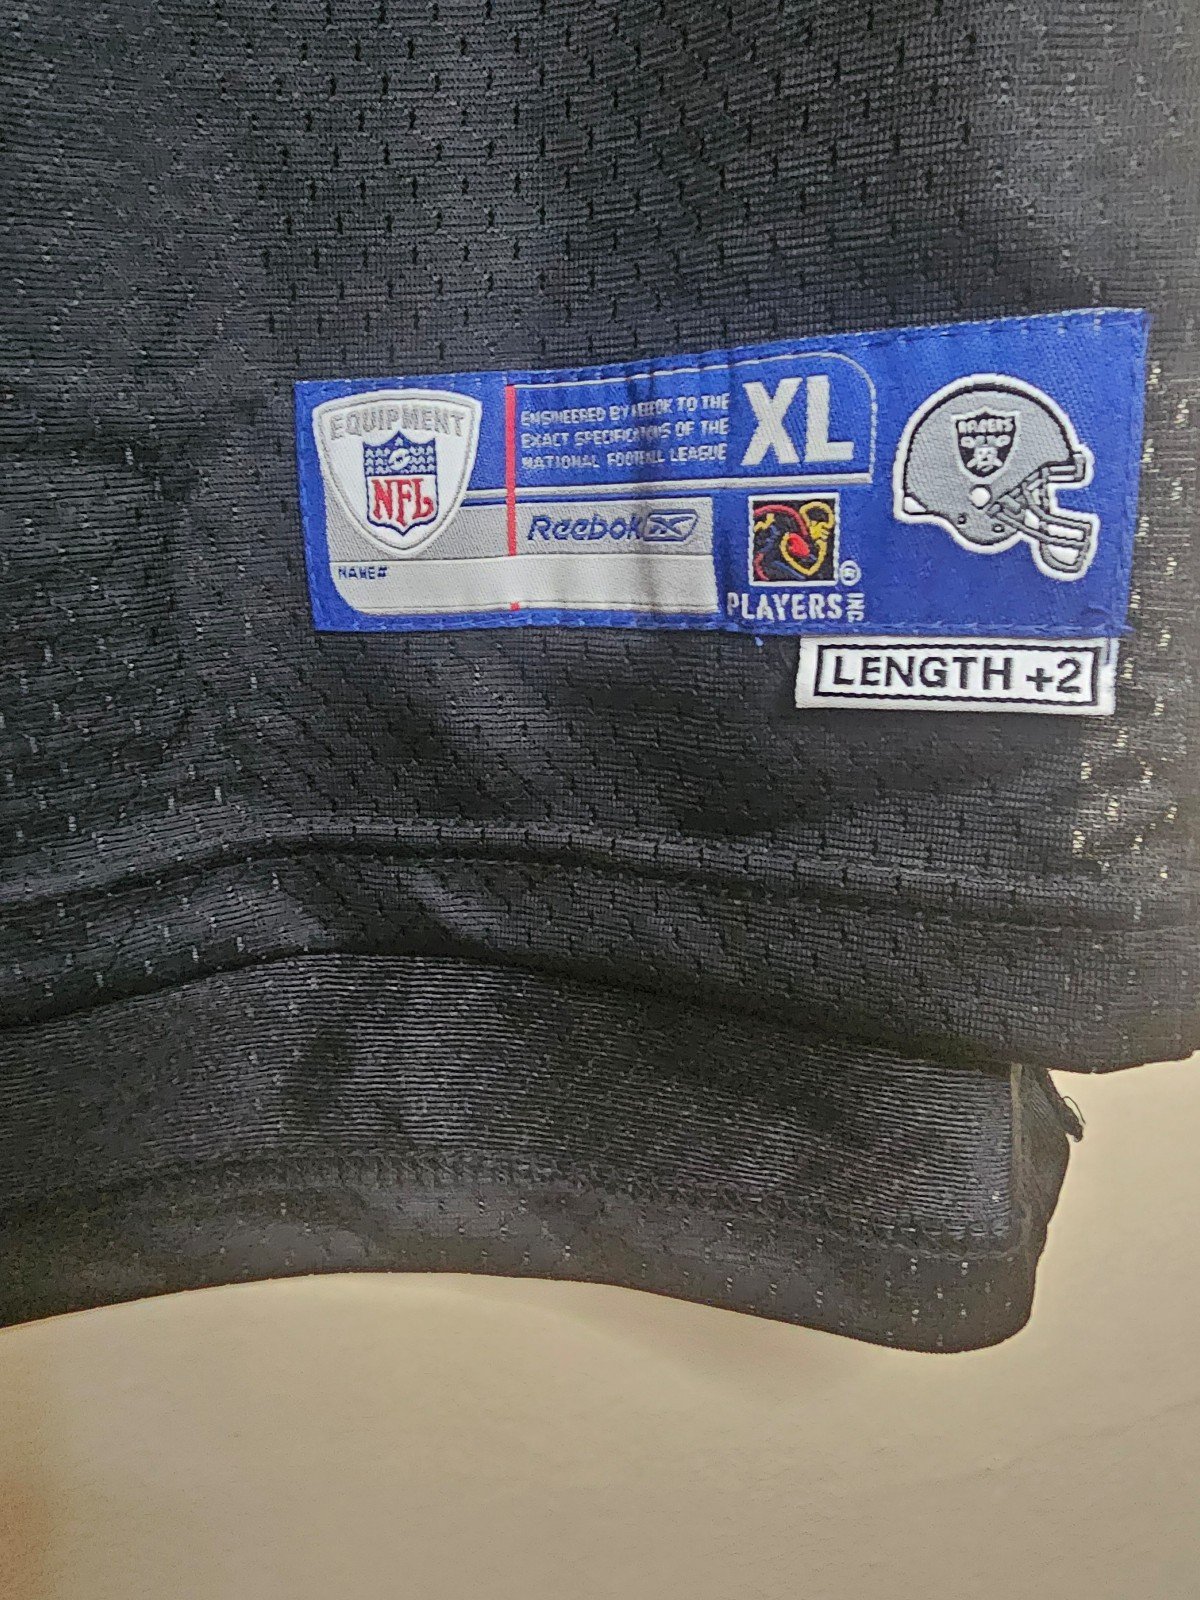 EQUIPMENT
NFL
ENGINEERED BY REEBOK TO THE
EXACT SPECIFICATIONS OF THE
NATIONAL FOOTBALL LEAGUE
XL
RAIDERS
Reebok
NAME#
®
PLAYERS INC
LENGTH +2